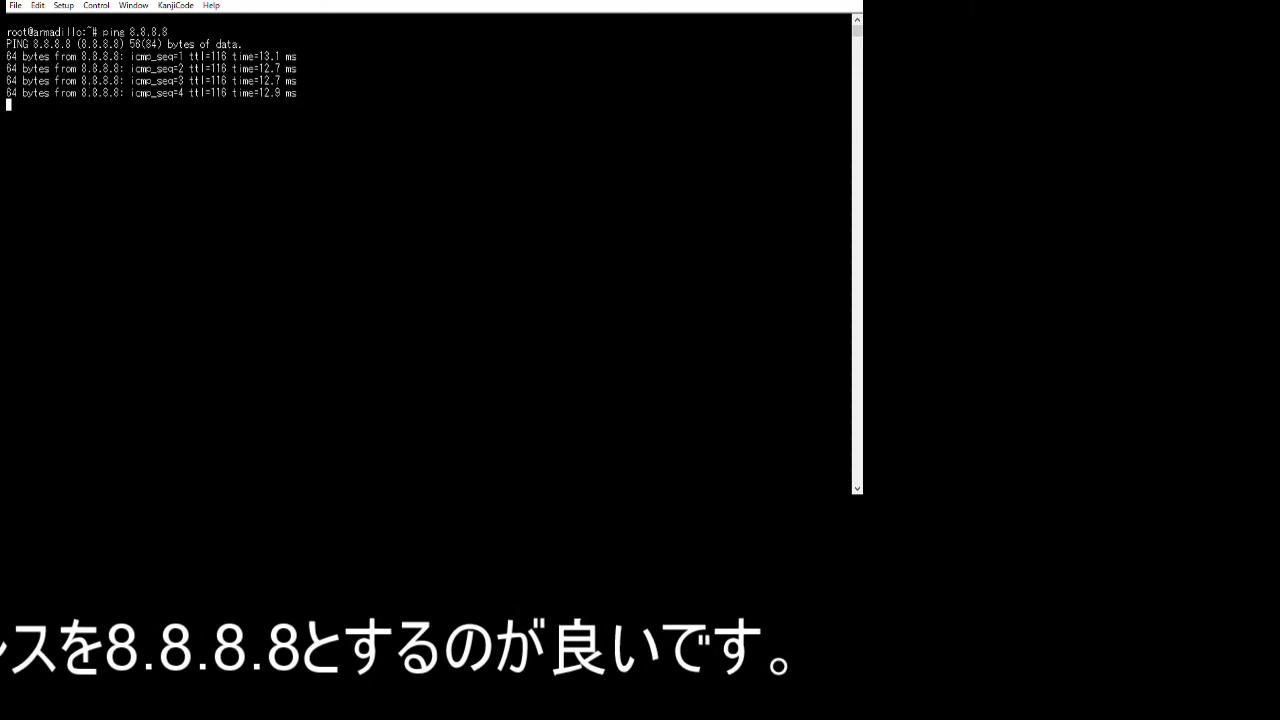 File Edit Setup Control Window KanjiCode Help
root@armadillo:~# ping 8.8.8.8
PING 8.8.8.8 (8.8.8.8) 56(84) bytes of data.
64 bytes from 8.8.8.8: icmp_seq=1 ttl=116 time=13.1 ms
64 bytes from 8.8.8.8: icmp_seq=2 ttl=116 time=12.7 ms
64 bytes from 8.8.8.8: icmp_seq=3 ttl=116 time=12.7 ms
64 bytes from 8.8.8.8: icmp_seq=4 ttl=116 time=12.9 ms
スを8.8.8.8とするのが良いです。